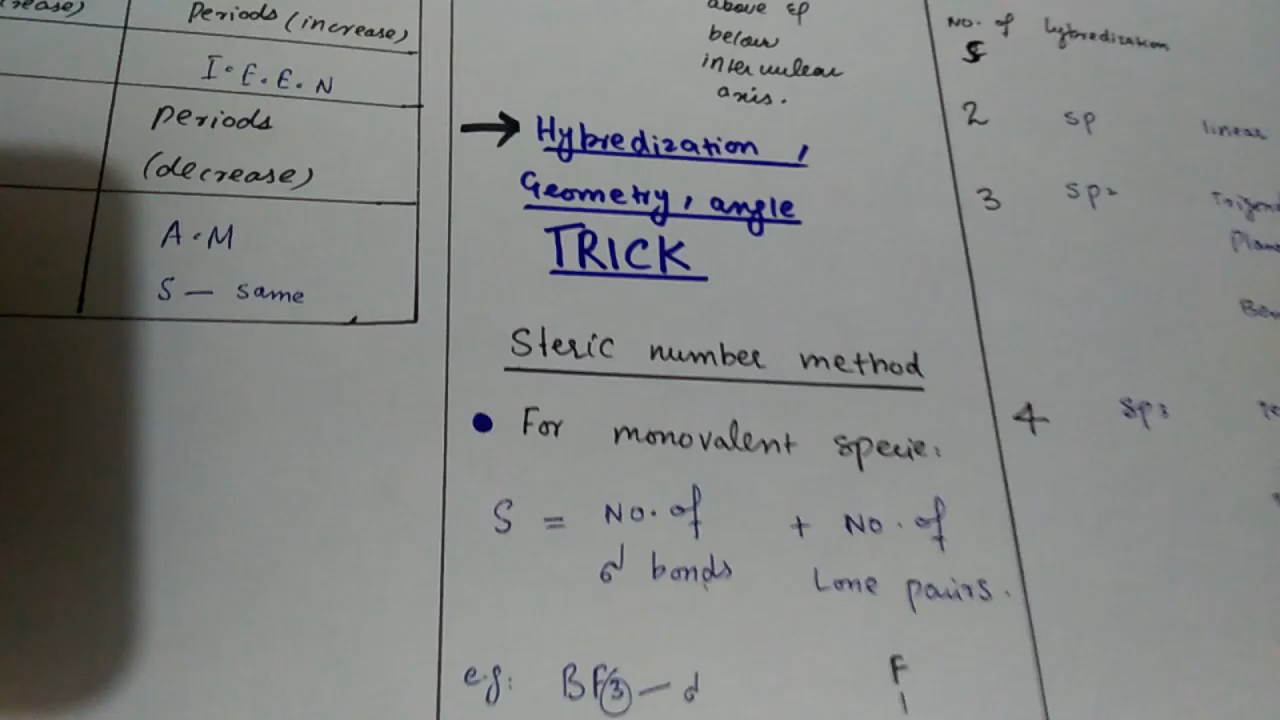 Periods (increase)
I.E.E.N
Periods
(decrease)
A.M
S — same
above
below
internuclear
axis.
→ Hybredization,
Geometry, angle
TRICK
Steric number method
• For monovalent specie:
S = No. of + No. of
σ bonds Lone pairs.
e.g: BF3 — σ
F
No. of hybredization
S
2 sp linear
3 sp2
4 sp3